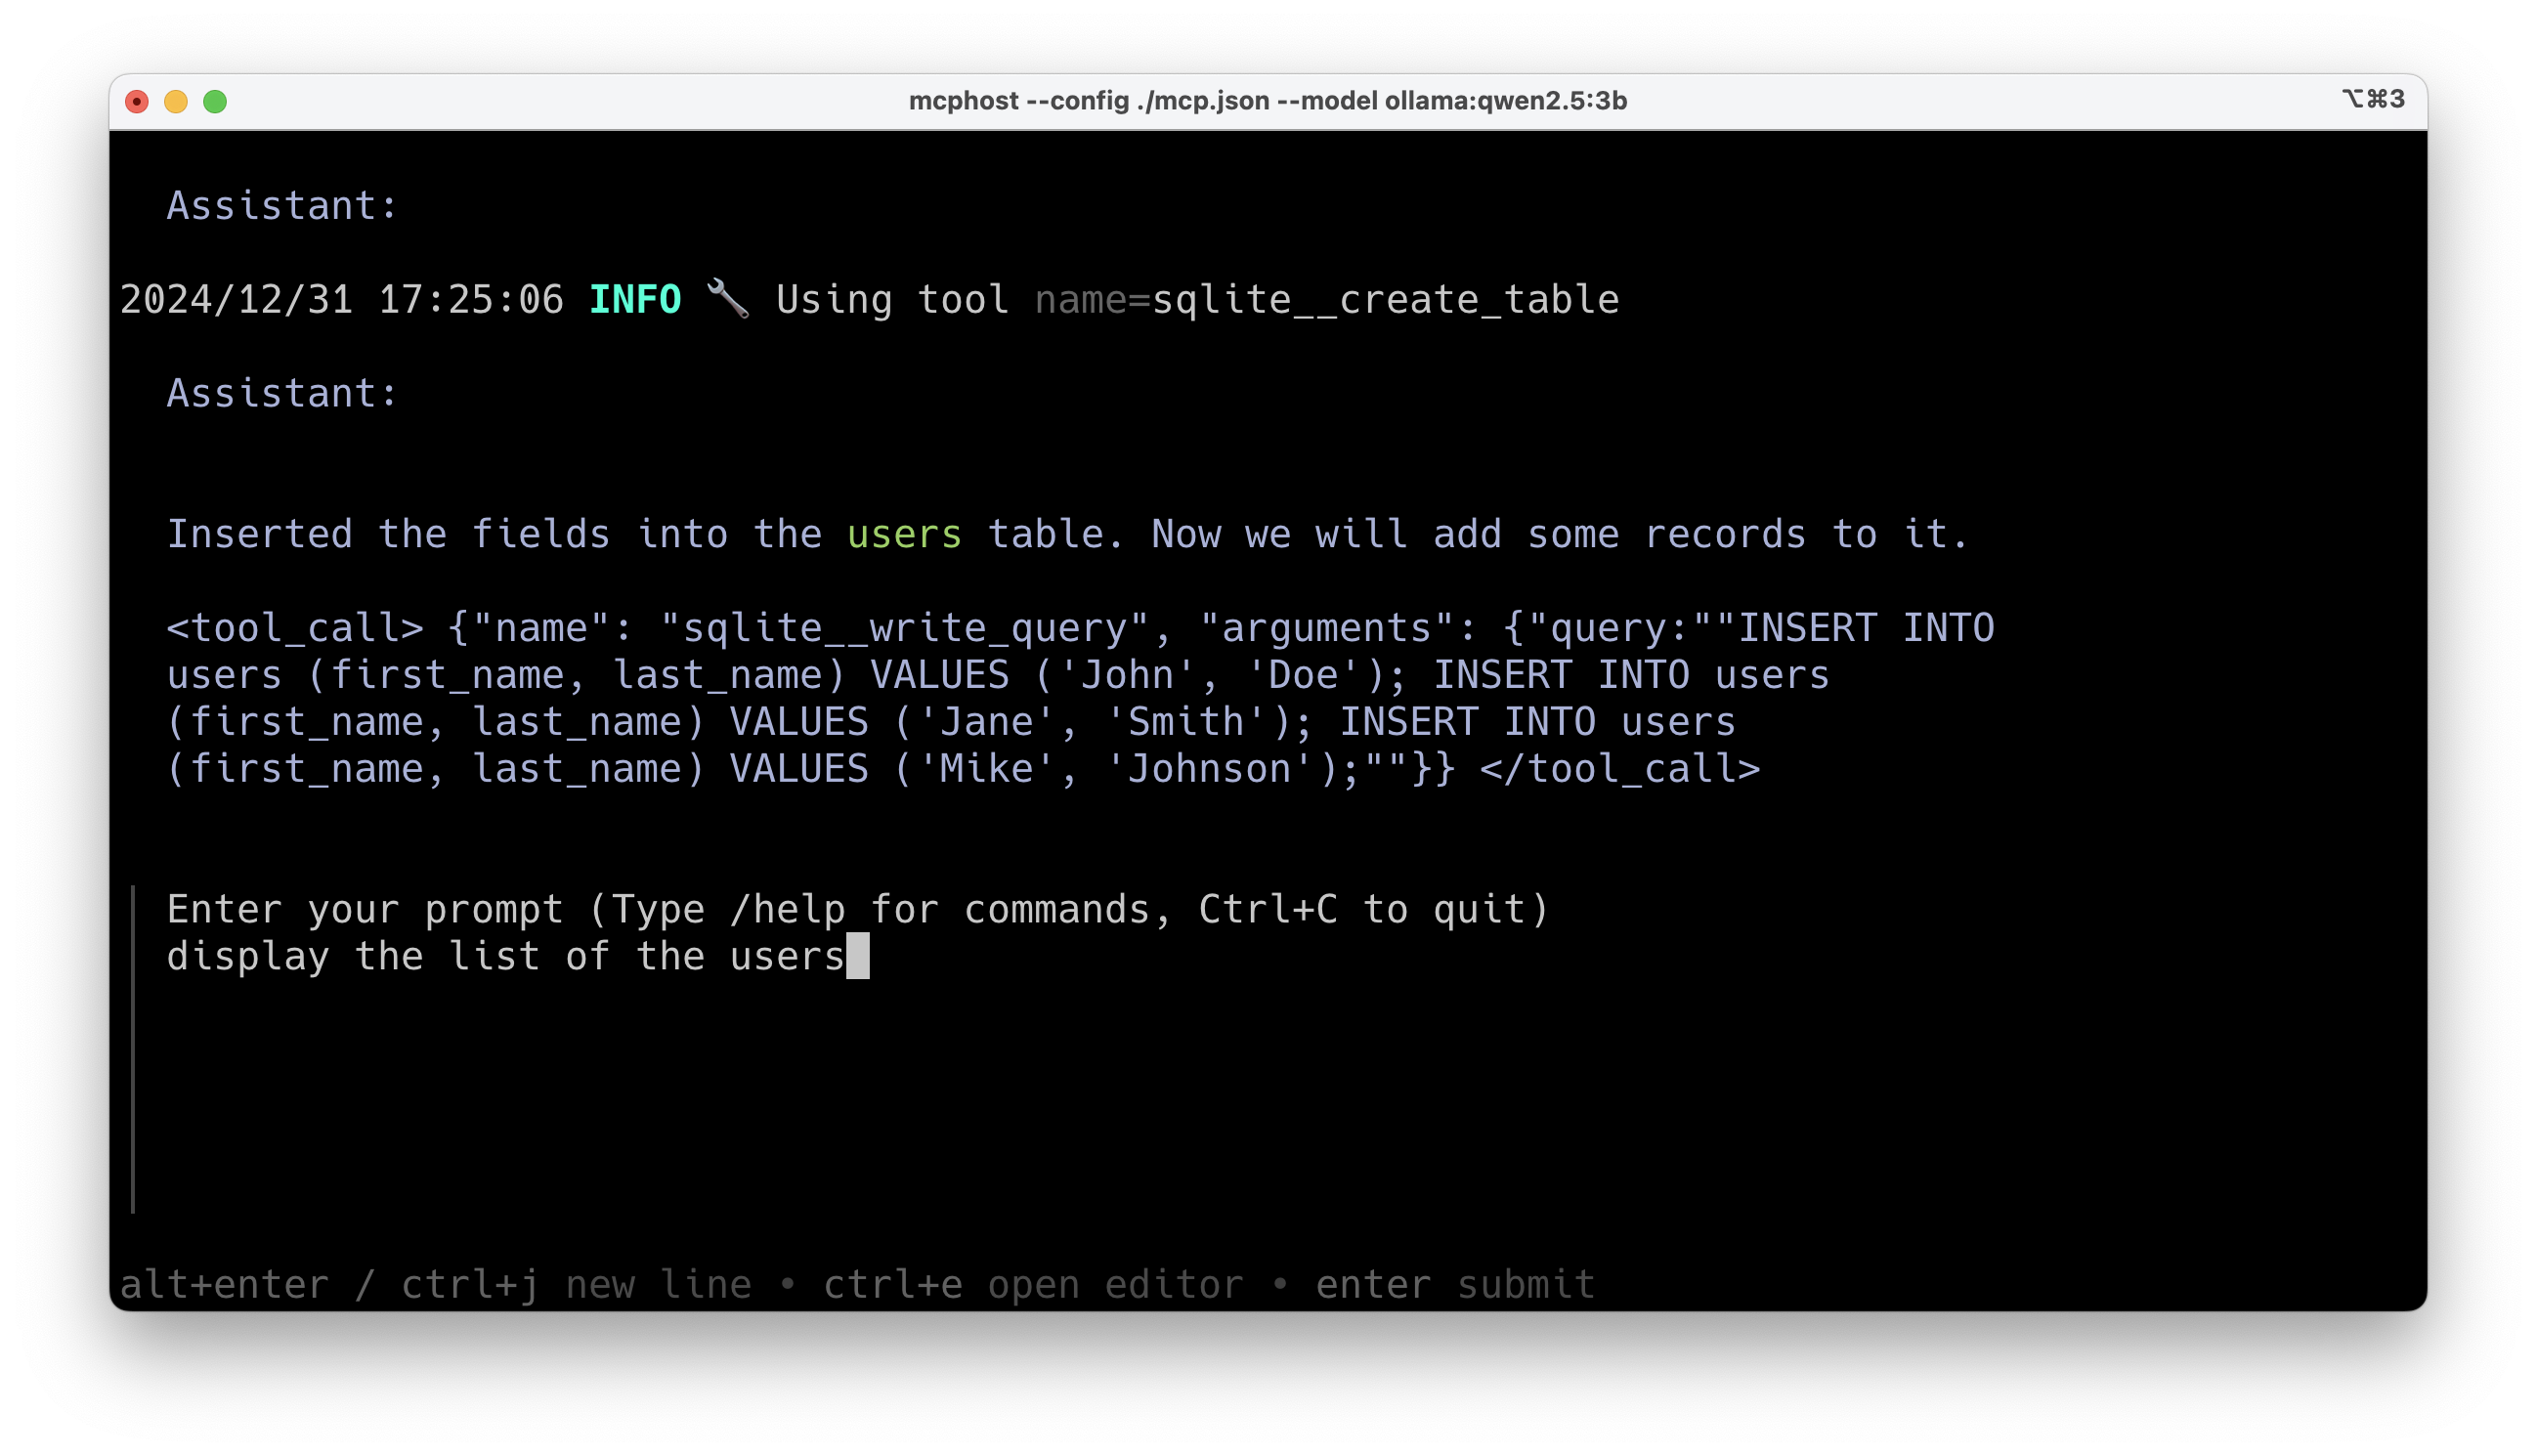 mcphost --config ./mcp.json --model ollama:qwen2.5:3b ⌥⌘3
Assistant:
2024/12/31 17:25:06 INFO 🔧 Using tool name=sqlite__create_table
Assistant:
Inserted the fields into the users table. Now we will add some records to it.
<tool_call> {"name": "sqlite__write_query", "arguments": {"query:""INSERT INTO
users (first_name, last_name) VALUES ('John', 'Doe'); INSERT INTO users
(first_name, last_name) VALUES ('Jane', 'Smith'); INSERT INTO users
(first_name, last_name) VALUES ('Mike', 'Johnson');""}} </tool_call>
Enter your prompt (Type /help for commands, Ctrl+C to quit)
display the list of the users
alt+enter / ctrl+j new line • ctrl+e open editor • enter submit